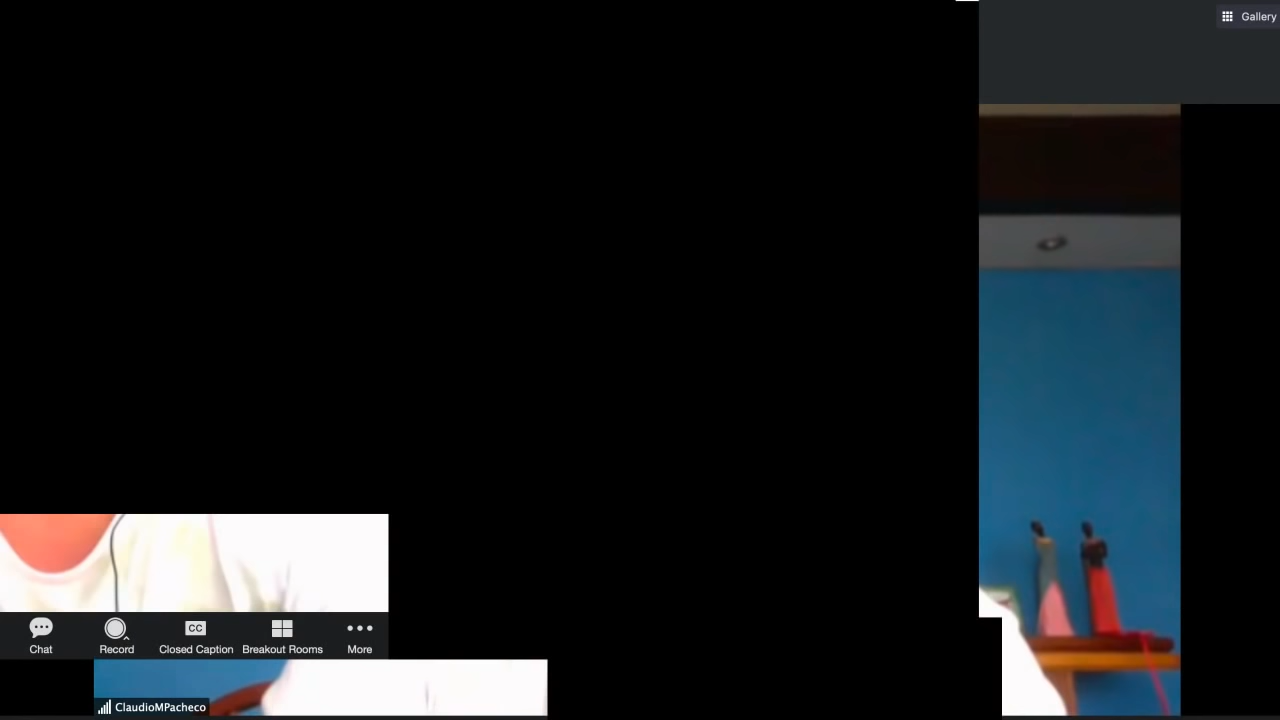 Gallery
CC
Chat
Record
Closed Caption
Breakout Rooms
More
ClaudioMPacheco